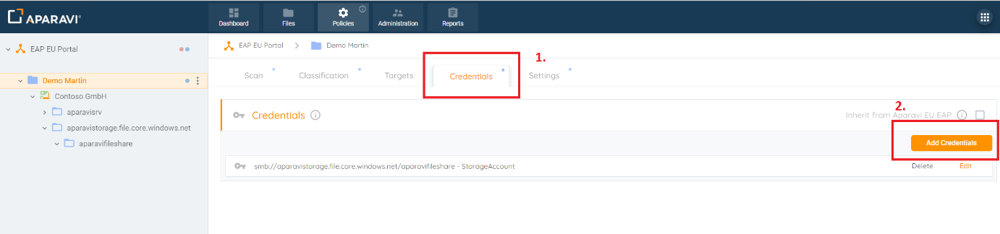 APARAVI®
Dashboard
Files
Policies
Administration
Reports
EAP EU Portal
Demo Martin
Contoso GmbH
aparavisrv
aparavistorage.file.core.windows.net
aparavifileshare
EAP EU Portal > Demo Martin
1.
Scan
Classification
Targets
Credentials
Settings
2.
Credentials
Inherit from Aparavi EU EAP
Add Credentials
smb://aparavistorage.file.core.windows.net/aparavifileshare - StorageAccount
Delete
Edit